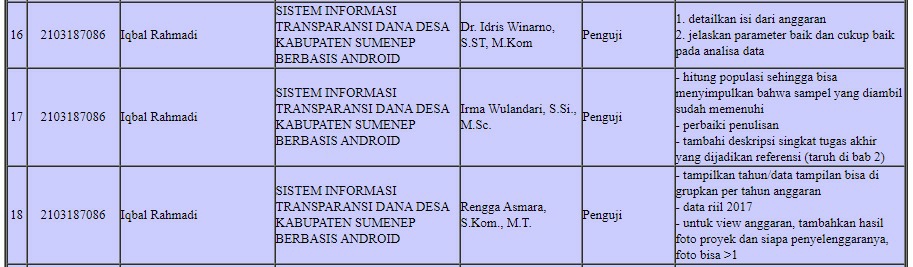 16 2103187086 Iqbal Rahmadi
SISTEM INFORMASI
TRANSPARANSI DANA DESA
KABUPATEN SUMENEP
BERBASIS ANDROID
Dr. Idris Winarno,
S.ST, M.Kom
Penguji
1. detailkan isi dari anggaran
2. jelaskan parameter baik dan cukup baik
pada analisa data
17 2103187086 Iqbal Rahmadi
SISTEM INFORMASI
TRANSPARANSI DANA DESA
KABUPATEN SUMENEP
BERBASIS ANDROID
Irma Wulandari, S.Si.,
M.Sc.
Penguji
- hitung populasi sehingga bisa
menyimpulkan bahwa sampel yang diambil
sudah memenuhi
- perbaiki penulisan
- tambahi deskripsi singkat tugas akhir
yang dijadikan referensi (taruh di bab 2)
18 2103187086 Iqbal Rahmadi
SISTEM INFORMASI
TRANSPARANSI DANA DESA
KABUPATEN SUMENEP
BERBASIS ANDROID
Rengga Asmara,
S.Kom., M.T.
Penguji
- tampilkan tahun/data tampilan bisa di
grupkan per tahun anggaran
- data riil 2017
- untuk view anggaran, tambahkan hasil
foto proyek dan siapa penyelenggaranya,
foto bisa >1